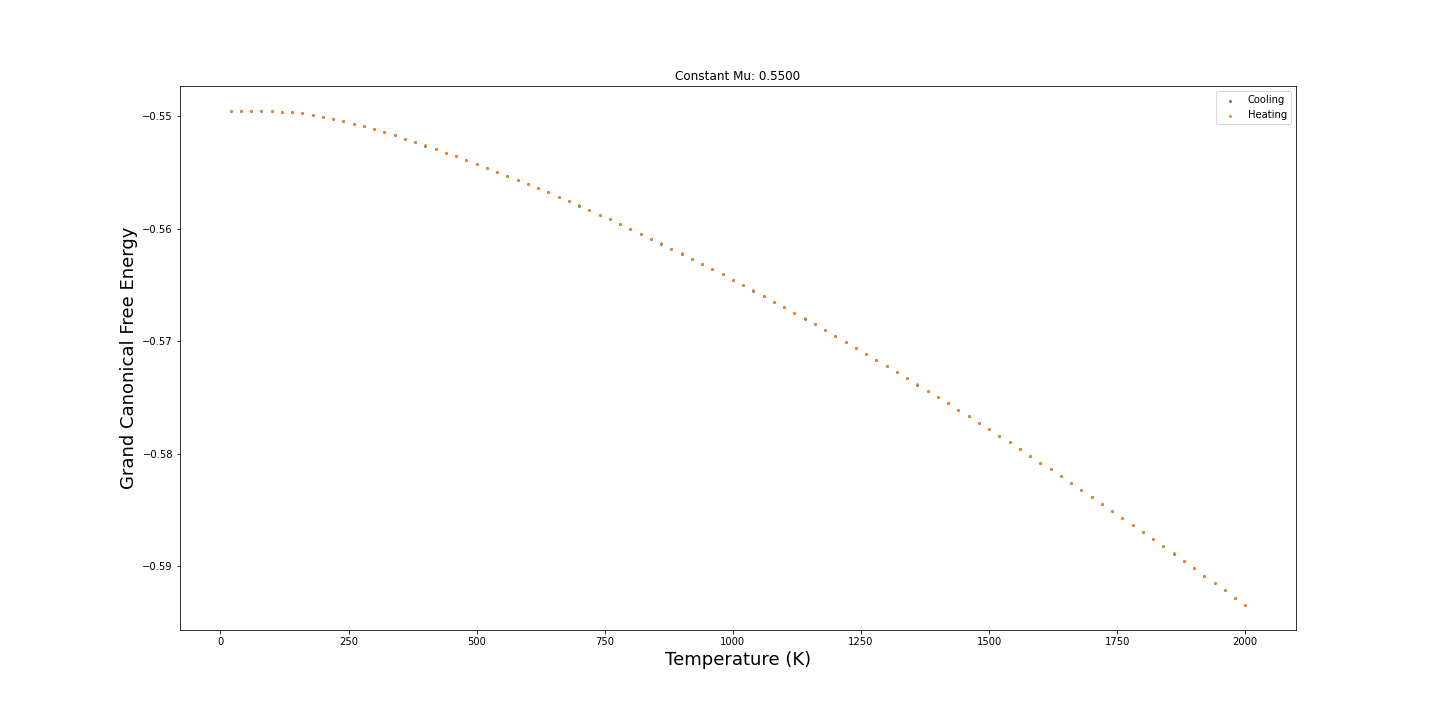 Constant Mu: 0.5500
Cooling
Heating
Grand Canonical Free Energy
−0.55
−0.56
−0.57
−0.58
−0.59
0 250 500 750 1000 1250 1500 1750 2000
Temperature (K)